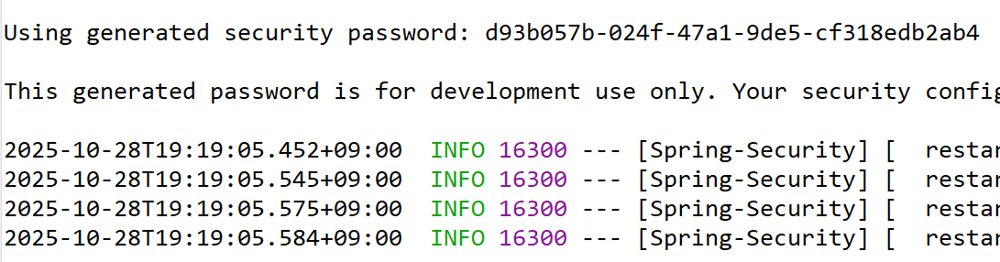 Using generated security password: d93b057b-024f-47a1-9de5-cf318edb2ab4
This generated password is for development use only. Your security config
2025-10-28T19:19:05.452+09:00  INFO 16300 --- [Spring-Security] [  restar
2025-10-28T19:19:05.545+09:00  INFO 16300 --- [Spring-Security] [  restar
2025-10-28T19:19:05.575+09:00  INFO 16300 --- [Spring-Security] [  restar
2025-10-28T19:19:05.584+09:00  INFO 16300 --- [Spring-Security] [  restar